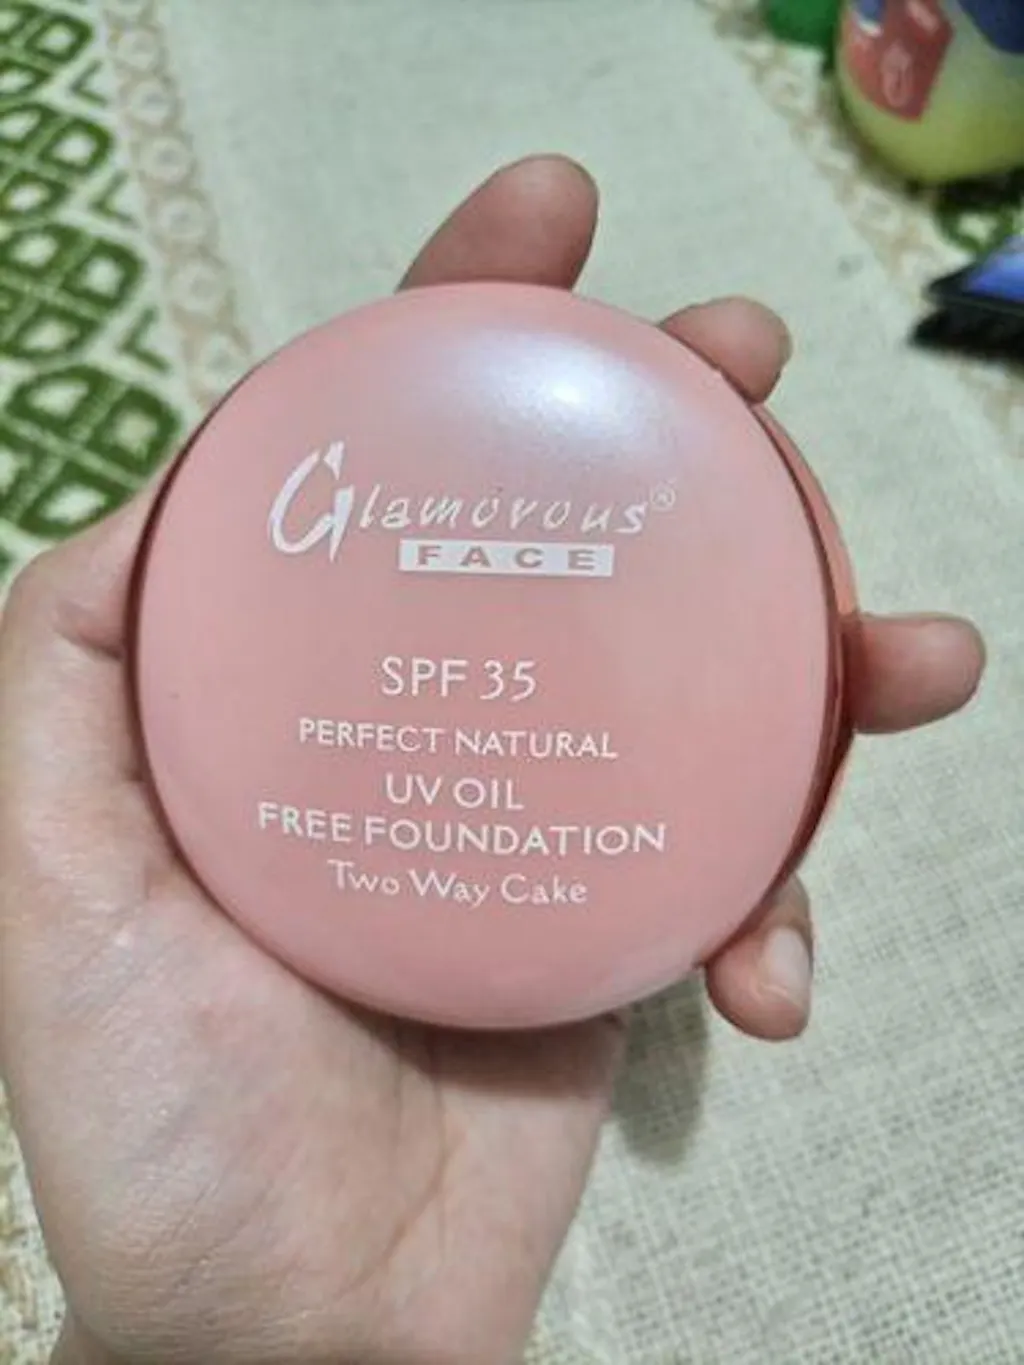 Glamorous®
FACE
SPF 35
PERFECT NATURAL
UV OIL
FREE FOUNDATION
Two Way Cake